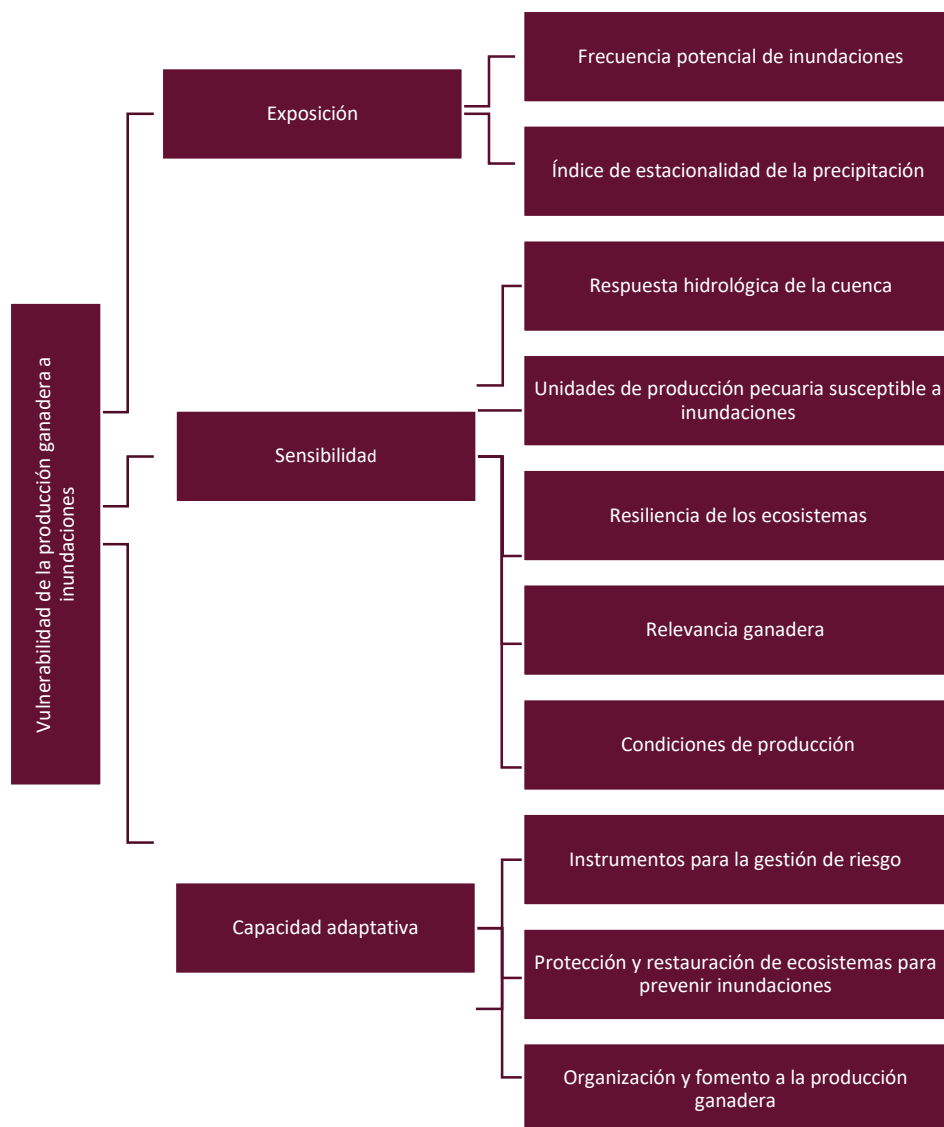 Vulnerabilidad de la producción ganadera a
inundaciones
Exposición
Frecuencia potencial de inundaciones
Índice de estacionalidad de la precipitación
Sensibilidad
Respuesta hidrológica de la cuenca
Unidades de producción pecuaria susceptible a
inundaciones
Resiliencia de los ecosistemas
Relevancia ganadera
Condiciones de producción
Capacidad adaptativa
Instrumentos para la gestión de riesgo
Protección y restauración de ecosistemas para
prevenir inundaciones
Organización y fomento a la producción
ganadera